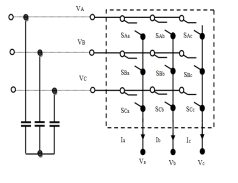 VA
SAa SAb SAc
VB
SBa SBb SBc
VC
SCa SCb SCc
Ia Ib Ic
Va Vb Vc